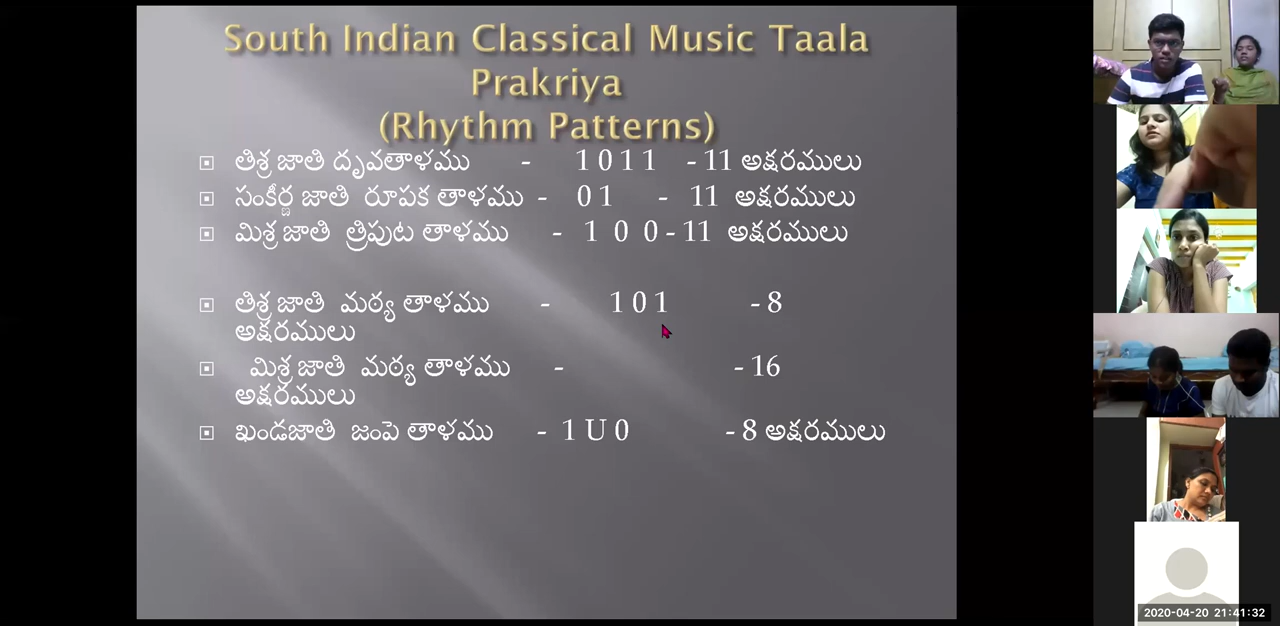 South Indian Classical Music Taala
Prakriya
(Rhythm Patterns)
తిశ్ర జాతి దృవతాళము - 1 0 1 1 - 11 అక్షరములు
సంకీర్ణ జాతి రూపక తాళము - 0 1 - 11 అక్షరములు
మిశ్ర జాతి త్రిపుట తాళము - 1 0 0 - 11 అక్షరములు
తిశ్ర జాతి మఠ్య తాళము - 1 0 1 - 8
అక్షరములు
మిశ్ర జాతి మఠ్య తాళము - - 16
అక్షరములు
ఖండజాతి జంపె తాళము - 1 U 0 - 8 అక్షరములు
2020-04-20 21:41:32